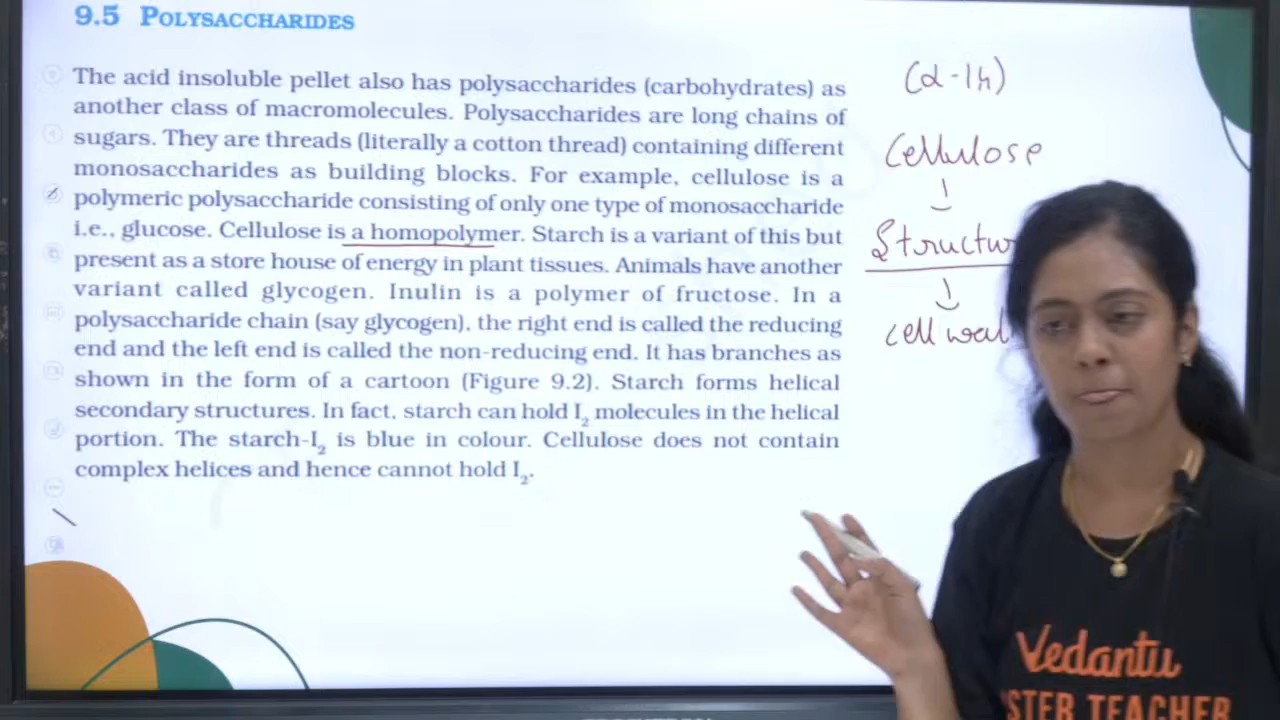 9.5 POLYSACCHARIDES
The acid insoluble pellet also has polysaccharides (carbohydrates) as
another class of macromolecules. Polysaccharides are long chains of
sugars. They are threads (literally a cotton thread) containing different
monosaccharides as building blocks. For example, cellulose is a
polymeric polysaccharide consisting of only one type of monosaccharide
i.e., glucose. Cellulose is a homopolymer. Starch is a variant of this but
present as a store house of energy in plant tissues. Animals have another
variant called glycogen. Inulin is a polymer of fructose. In a
polysaccharide chain (say glycogen), the right end is called the reducing
end and the left end is called the non-reducing end. It has branches as
shown in the form of a cartoon (Figure 9.2). Starch forms helical
secondary structures. In fact, starch can hold I₂ molecules in the helical
portion. The starch-I₂ is blue in colour. Cellulose does not contain
complex helices and hence cannot hold I₂.
(α-14)
Cellulose
Structur
cell wal
Vedantu
STER TEACHER